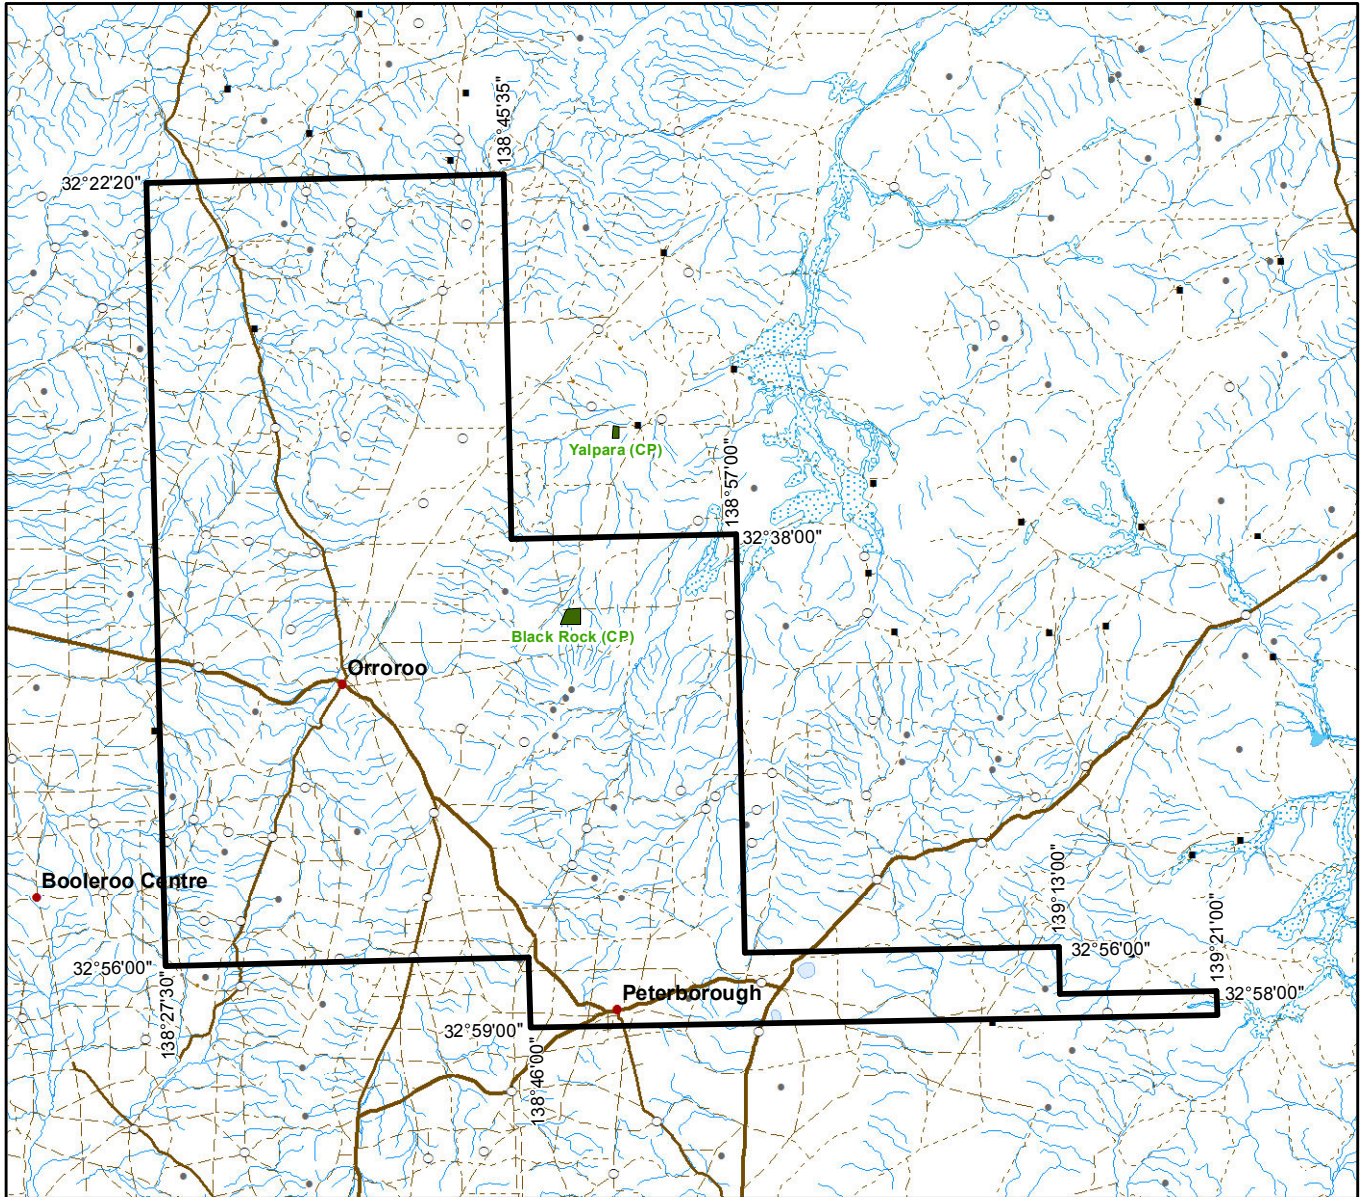 138°45'35"
32°22'20"
Yalpara (CP)
138°57'00"
32°38'00"
Black Rock (CP)
Orroroo
Booleroo Centre
139°13'00"
139°21'00"
32°56'00"
32°56'00"
138°27'30"
Peterborough
32°58'00"
32°59'00"
138°46'00"